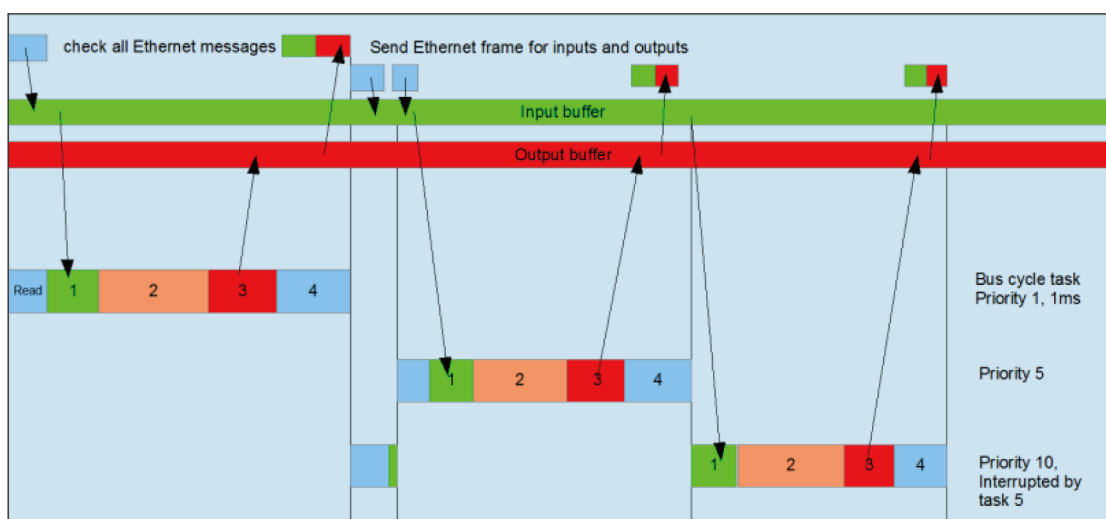 check all Ethernet messages
Send Ethernet frame for inputs and outputs
Input buffer
Output buffer
Read 1 2 3 4
Bus cycle task
Priority 1, 1ms
1 2 3 4
Priority 5
1 2 3 4
Priority 10,
Interrupted by
task 5